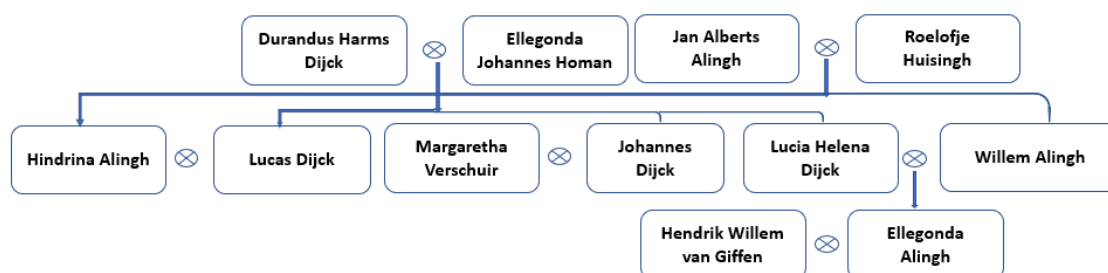 Durandus Harms
Dijck
Ellegonda
Johannes Homan
Jan Alberts
Alingh
Roelofje
Huisingh
Hindrina Alingh
Lucas Dijck
Margaretha
Verschuir
Johannes
Dijck
Lucia Helena
Dijck
Willem Alingh
Hendrik Willem
van Giffen
Ellegonda
Alingh